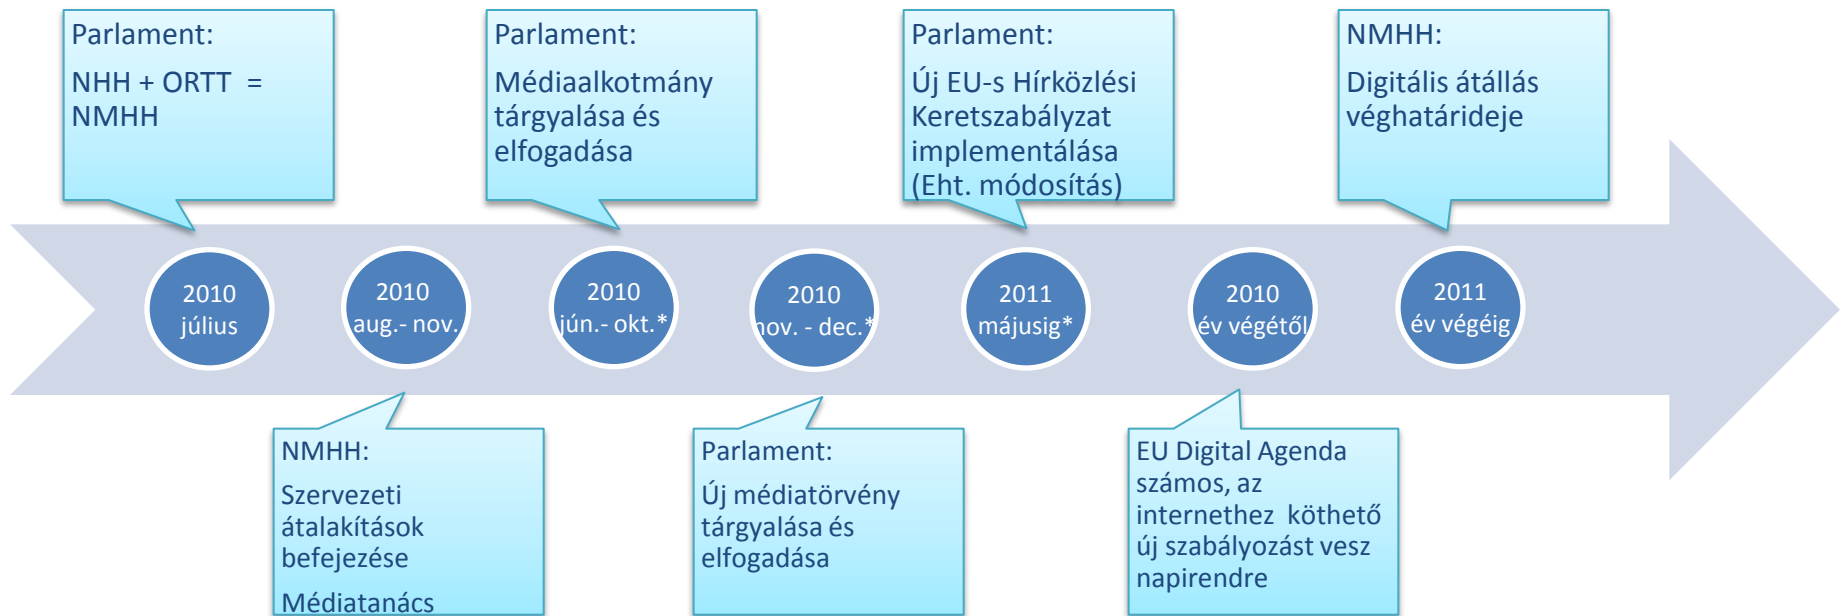 Parlament:
NHH + ORTT =
NMHH
Parlament:
Médiaalkotmány
tárgyalása és
elfogadása
Parlament:
Új EU-s Hírközlési
Keretszabályzat
implementálása
(Eht. módosítás)
NMHH:
Digitális átállás
véghatárideje
2010
július
2010
aug.- nov.
2010
jún.- okt.*
2010
nov. - dec.*
2011
májusig*
2010
év végétől
2011
év végéig
NMHH:
Szervezeti
átalakítások
befejezése
Médiatanács
Parlament:
Új médiatörvény
tárgyalása és
elfogadása
EU Digital Agenda
számos, az
internethez köthető
új szabályozást vesz
napirendre